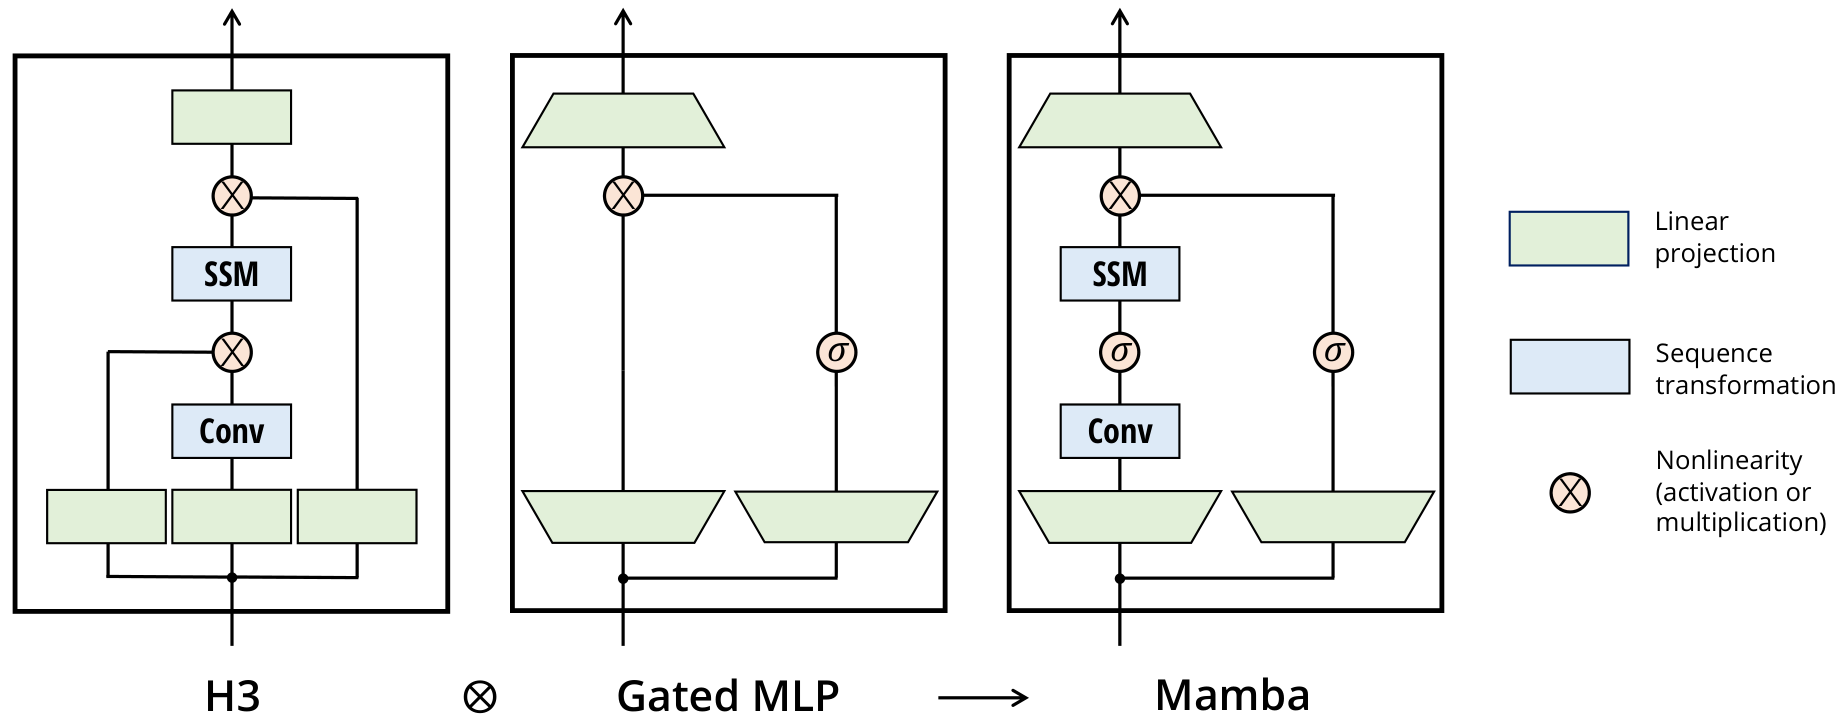 SSM
Conv
σ
SSM
σ
σ
Conv
Linear
projection
Sequence
transformation
Nonlinearity
(activation or
multiplication)
H3 ⊗ Gated MLP → Mamba